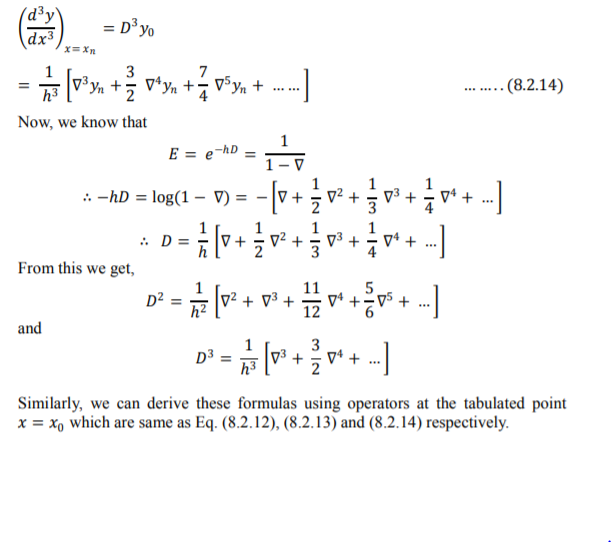 (d³y/dx³)ₓ₌ₓₙ = D³y₀
= 1/h³ [∇³yₙ + 3/2 ∇⁴yₙ + 7/4 ∇⁵yₙ + … …] … … .. (8.2.14)
Now, we know that
E = e⁻ʰᴰ = 1/(1 − ∇)
∴ −hD = log(1 − ∇) = − [∇ + 1/2 ∇² + 1/3 ∇³ + 1/4 ∇⁴ + …]
∴ D = 1/h [∇ + 1/2 ∇² + 1/3 ∇³ + 1/4 ∇⁴ + …]
From this we get,
D² = 1/h² [∇² + ∇³ + 11/12 ∇⁴ + 5/6 ∇⁵ + …]
and
D³ = 1/h³ [∇³ + 3/2 ∇⁴ + …]
Similarly, we can derive these formulas using operators at the tabulated point
x = x₀ which are same as Eq. (8.2.12), (8.2.13) and (8.2.14) respectively.